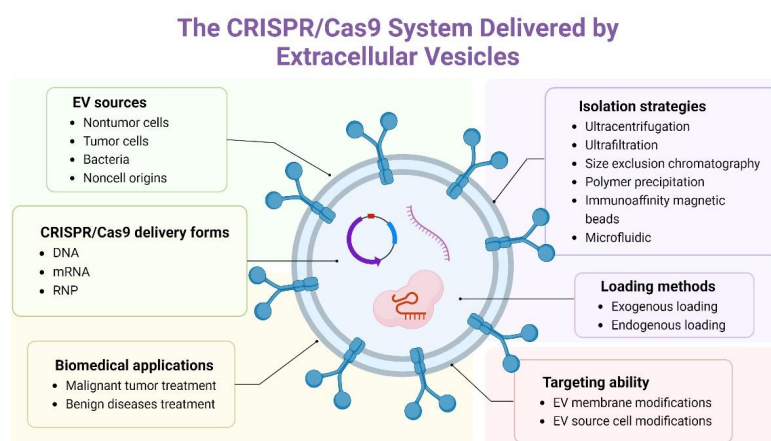 The CRISPR/Cas9 System Delivered by
Extracellular Vesicles
EV sources
• Nontumor cells
• Tumor cells
• Bacteria
• Noncell origins
CRISPR/Cas9 delivery forms
• DNA
• mRNA
• RNP
Biomedical applications
• Malignant tumor treatment
• Benign diseases treatment
Isolation strategies
• Ultracentrifugation
• Ultrafiltration
• Size exclusion chromatography
• Polymer precipitation
• Immunoaffinity magnetic
beads
• Microfluidic
Loading methods
• Exogenous loading
• Endogenous loading
Targeting ability
• EV membrane modifications
• EV source cell modifications